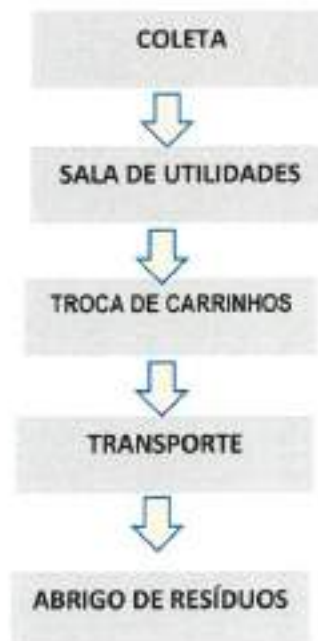 COLETA
SALA DE UTILIDADES
TROCA DE CARRINHOS
TRANSPORTE
ABRIGO DE RESÍDUOS